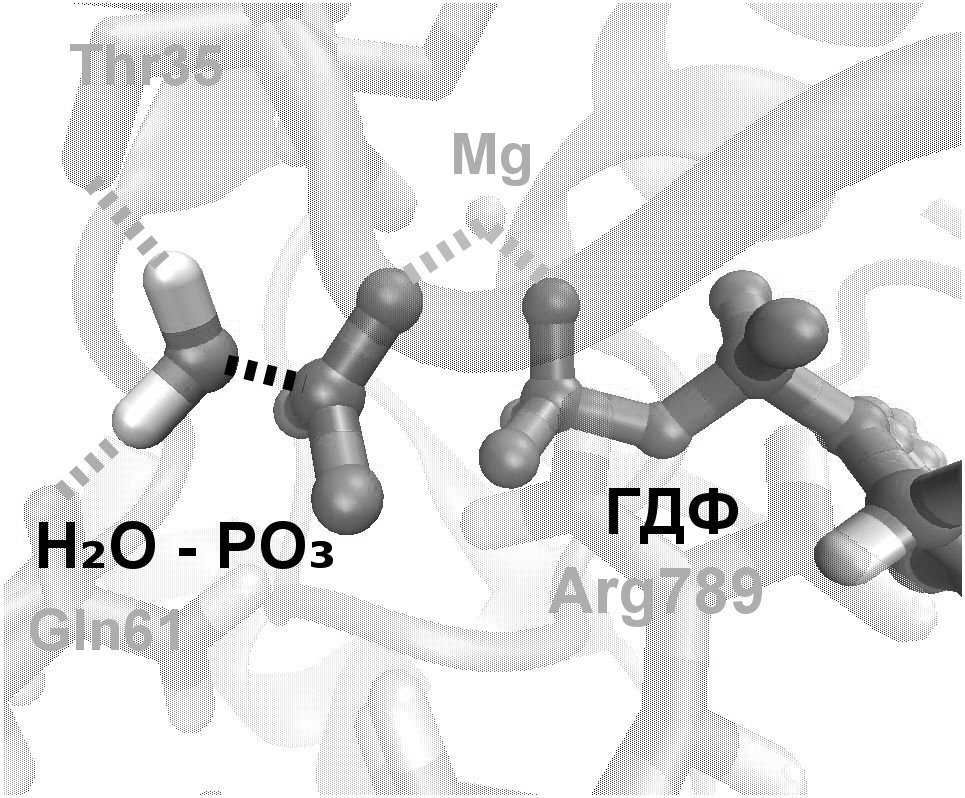 Thr35
Mg
ГДФ
H₂O - PO₃
Arg789
Gln61